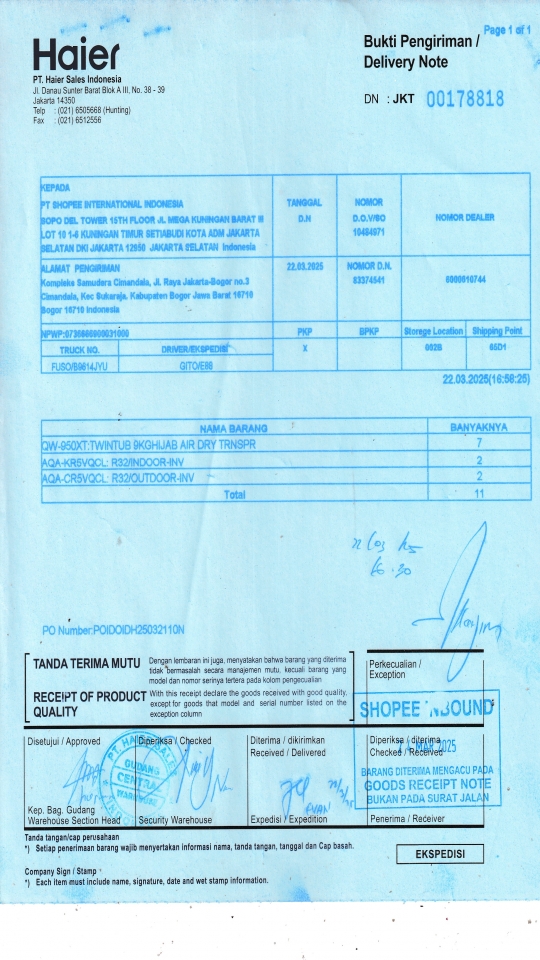 Page 1 of 1
Haier
PT. Haier Sales Indonesia
Jl. Danau Sunter Barat Blok A III, No. 38 - 39
Jakarta 14350
Telp : (021) 6505668 (Hunting)
Fax : (021) 6512556
Bukti Pengiriman /
Delivery Note
DN : JKT 00178818
KEPADA
PT SHOPEE INTERNATIONAL INDONESIA
SOPO DEL TOWER 15TH FLOOR JL MEGA KUNINGAN BARAT III
LOT 10 1-6 KUNINGAN TIMUR SETIABUDI KOTA ADM JAKARTA
SELATAN DKI JAKARTA 12950 JAKARTA SELATAN Indonesia
TANGGAL
D.N
NOMOR
D.O.V/SO
10484971
NOMOR DEALER
ALAMAT PENGIRIMAN
Kompleks Samudera Cimandala, Jl. Raya Jakarta-Bogor no.3
Cimandala, Kec Sukaraja, Kabupaten Bogor Jawa Barat 16710
Bogor 16710 Indonesia
22.03.2025
NOMOR D.N.
83374541
6000010744
PKP BPKP Storege Location Shipping Point
TRUCK NO. DRIVER/EKSPEDISI X
FUSO/B9614JYU GITO/E68
22.03.2025(16:58:25)
NAMA BARANG BANYAKNYA
QW-950XT:TWINTUB 9KGHIJAB AIR DRY TRNSPR 7
AQA-KR5VQCL: R32/INDOOR-INV 2
AQA-CR5VQCL: R32/OUTDOOR-INV 2
Total 11
PO Number:POIDOIDH25032110N
TANDA TERIMA MUTU
Dengan lembaran ini juga, menyatakan bahwa barang yang diterima
tidak bermasalah secara manajemen mutu, kecuali barang yang
model dan nomor serinya tertera pada kolom pengecualian
RECEIPT OF PRODUCT
QUALITY
With this receipt declare the goods received with good quality,
except for goods that model and serial number listed on the
exception column
Perkecualian /
Exception
SHOPEE INBOUND
MAR 2025
BARANG DITERIMA MENGACU PADA
GOODS RECEIPT NOTE
BUKAN PADA SURAT JALAN
Disetujui / Approved
Diperiksa / Checked
Diterima / dikirimkan
Received / Delivered
Diperiksa / diterima
Checked / Received
GUDANG
CENTRAL
Kep. Bag. Gudang
Warehouse Section Head
Security Warehouse
Expedisi / Expedition
Penerima / Receiver
Tanda tangan/cap perusahaan
*) Setiap penerimaan barang wajib menyertakan informasi nama, tanda tangan, tanggal dan Cap basah.
EKSPEDISI
Company Sign / Stamp
*) Each item must include name, signature, date and wet stamp information.